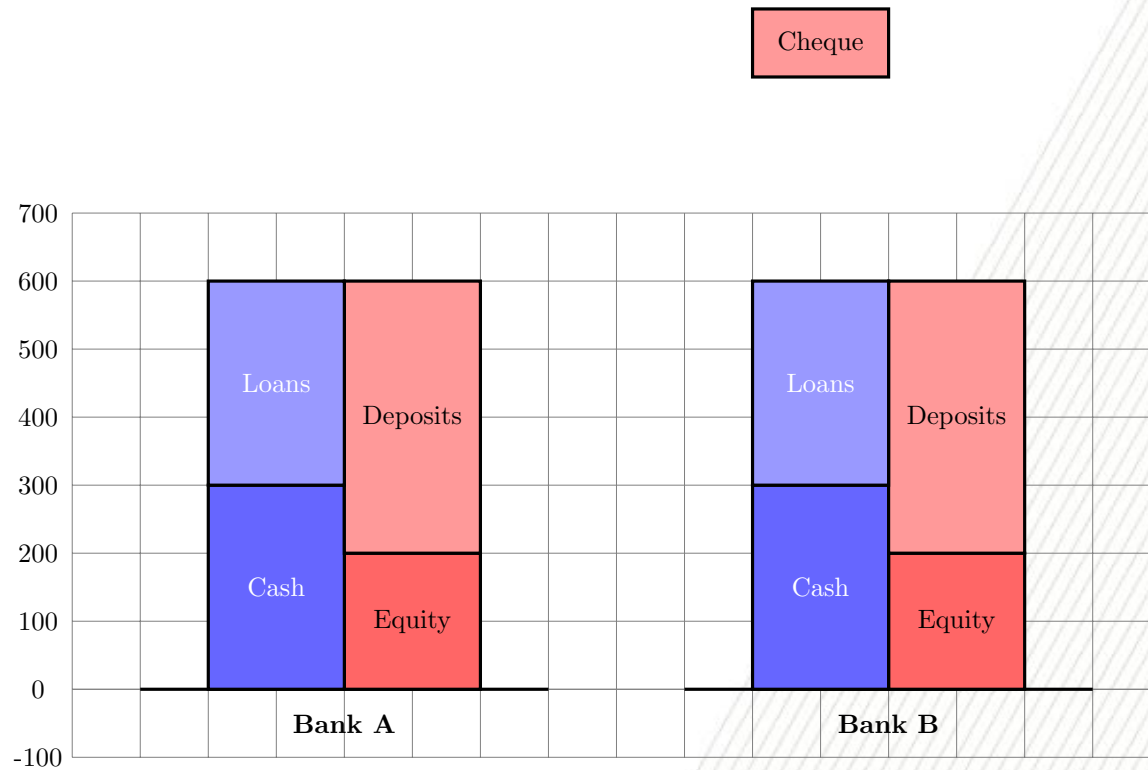 Cheque
700
600
500
400
300
200
100
0
-100
Loans
Deposits
Cash
Equity
Bank A
Loans
Deposits
Cash
Equity
Bank B